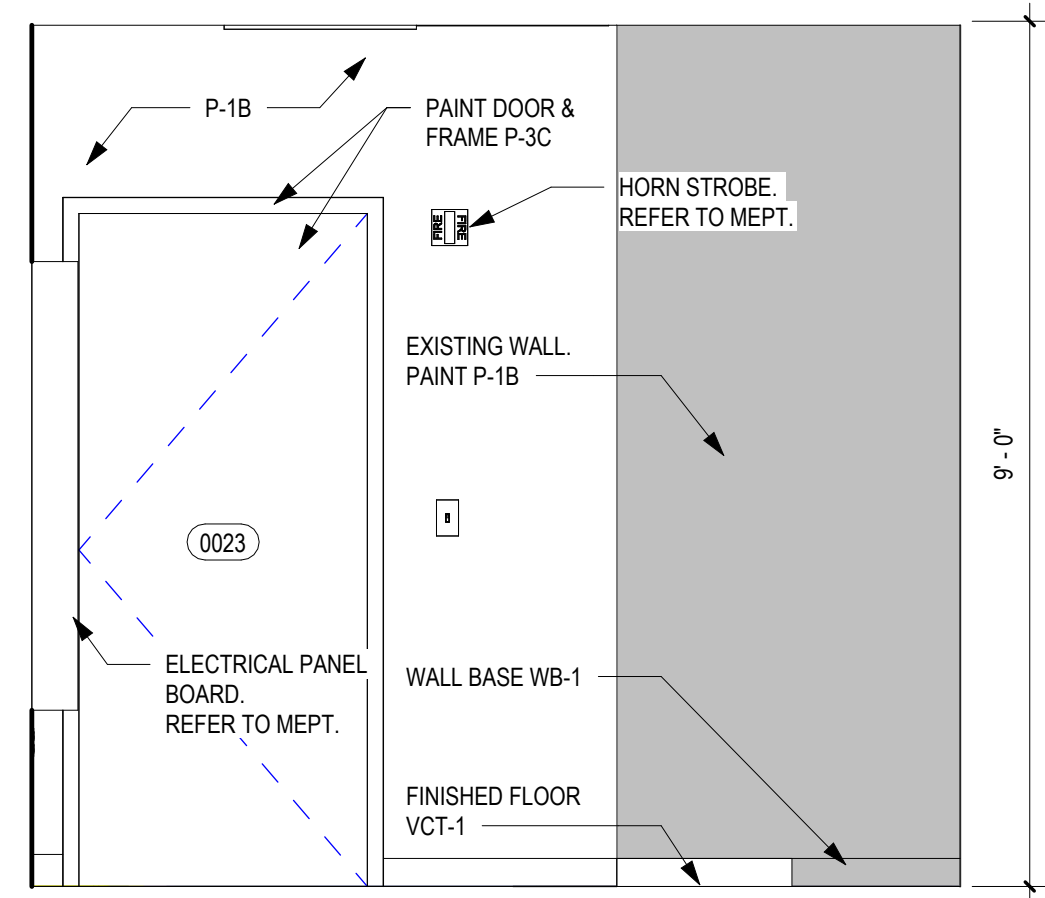 P-1B
PAINT DOOR &
FRAME P-3C
HORN STROBE.
REFER TO MEPT.
FIRE
FIRE
EXISTING WALL.
PAINT P-1B
9' - 0"
0023
ELECTRICAL PANEL
BOARD.
REFER TO MEPT.
WALL BASE WB-1
FINISHED FLOOR
VCT-1